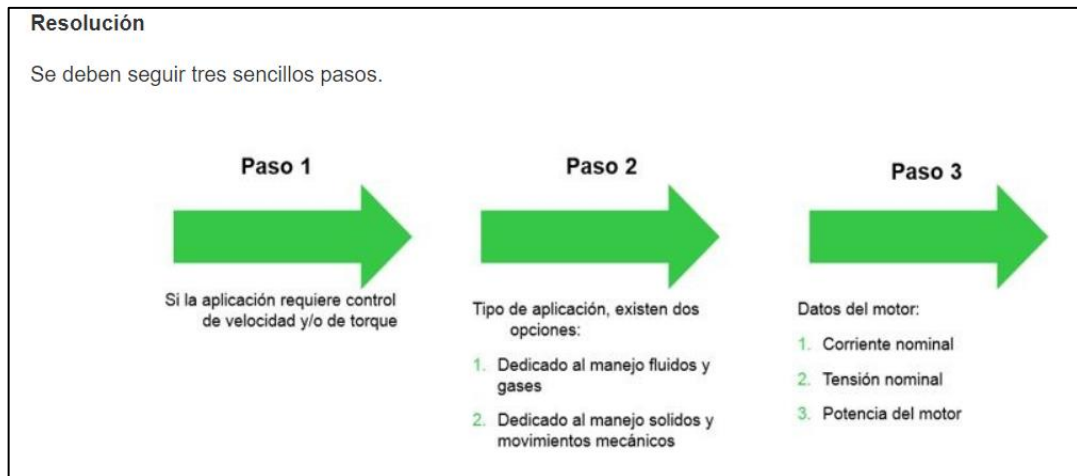 Resolución
Se deben seguir tres sencillos pasos.
Paso 1
Si la aplicación requiere control
de velocidad y/o de torque
Paso 2
Tipo de aplicación, existen dos
opciones:
1. Dedicado al manejo fluidos y
gases
2. Dedicado al manejo solidos y
movimientos mecánicos
Paso 3
Datos del motor:
1. Corriente nominal
2. Tensión nominal
3. Potencia del motor